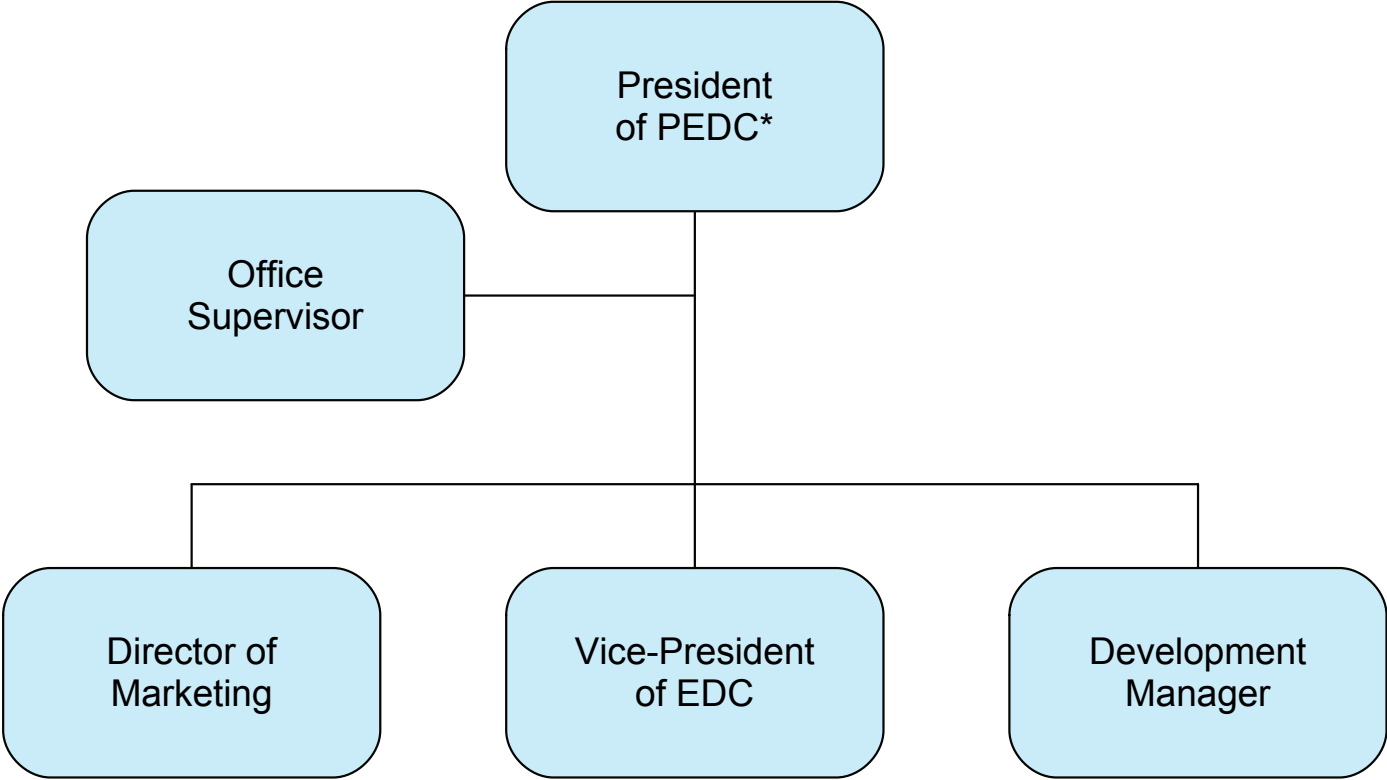 President
of PEDC*
Office
Supervisor
Director of
Marketing
Vice-President
of EDC
Development
Manager